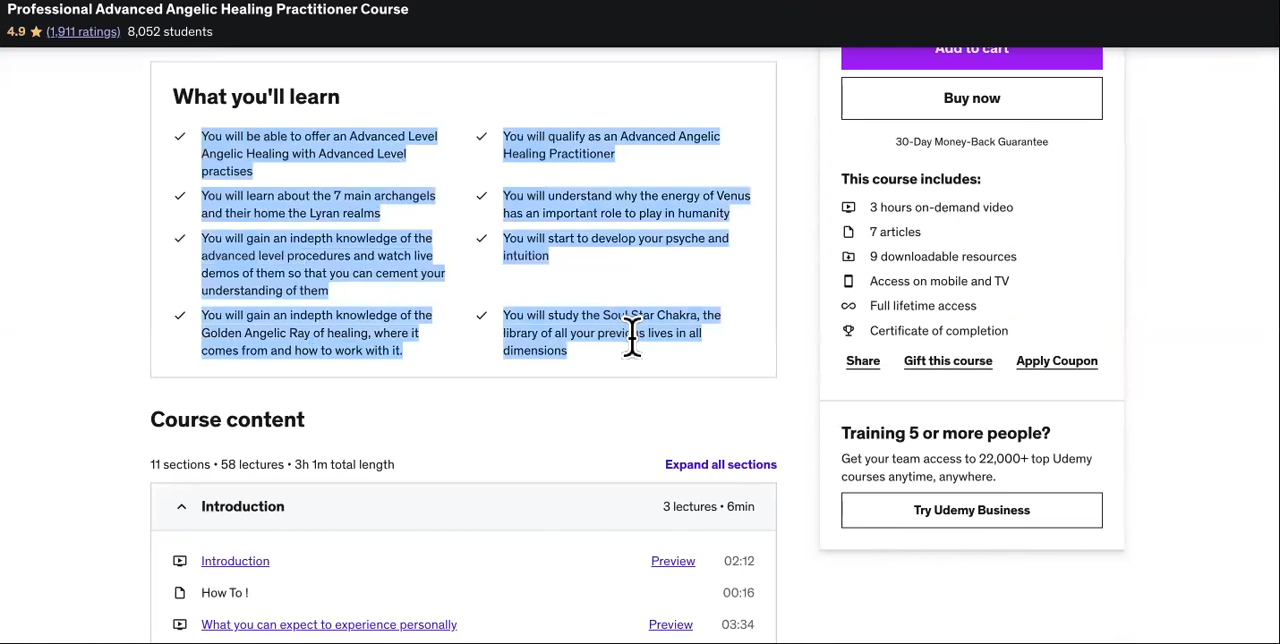 Professional Advanced Angelic Healing Practitioner Course
4.9 ★ (1,911 ratings) 8,052 students
What you'll learn
You will be able to offer an Advanced Level
Angelic Healing with Advanced Level
practises
You will qualify as an Advanced Angelic
Healing Practitioner
You will learn about the 7 main archangels
and their home the Lyran realms
You will understand why the energy of Venus
has an important role to play in humanity
You will gain an indepth knowledge of the
advanced level procedures and watch live
demos of them so that you can cement your
understanding of them
You will start to develop your psyche and
intuition
You will gain an indepth knowledge of the
Golden Angelic Ray of healing, where it
comes from and how to work with it.
You will study the Soul Star Chakra, the
library of all your previous lives in all
dimensions
Course content
11 sections • 58 lectures • 3h 1m total length
Expand all sections
Introduction
3 lectures • 6min
Introduction Preview 02:12
How To ! 00:16
What you can expect to experience personally Preview 03:34
Add to cart
Buy now
30-Day Money-Back Guarantee
This course includes:
3 hours on-demand video
7 articles
9 downloadable resources
Access on mobile and TV
Full lifetime access
Certificate of completion
Share Gift this course Apply Coupon
Training 5 or more people?
Get your team access to 22,000+ top Udemy
courses anytime, anywhere.
Try Udemy Business